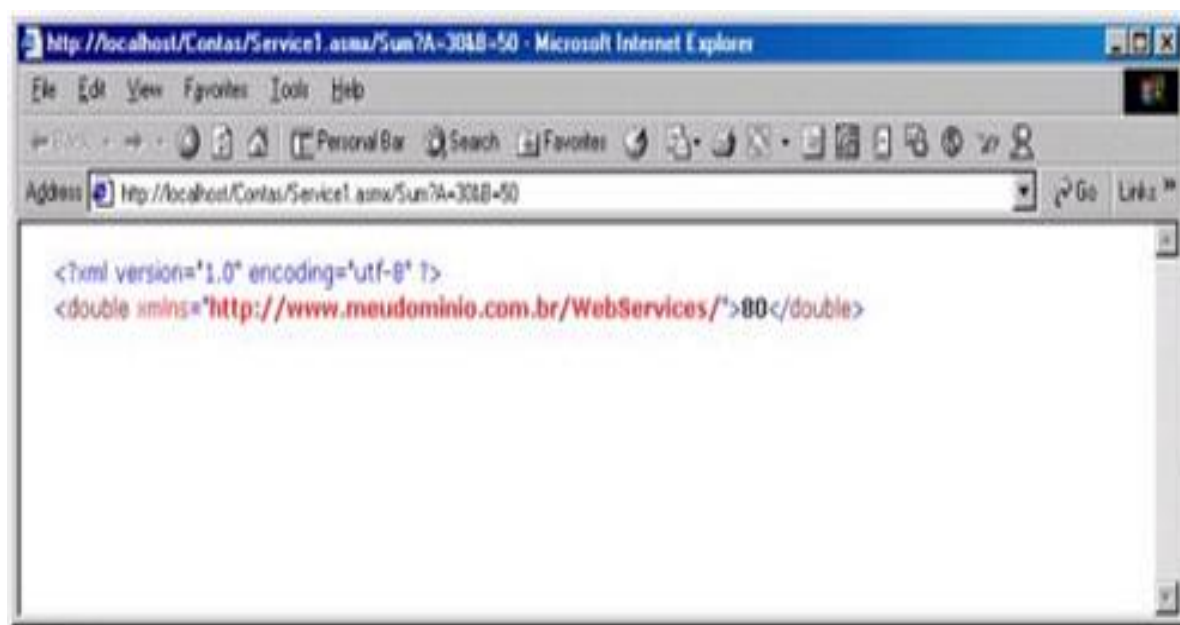 http://localhost/Contas/Service1.asmx/Sum?A=30&B=50 - Microsoft Internet Explorer
File Edit View Favorites Tools Help
Personal Bar Search Favorites
Address http://localhost/Contas/Service1.asmx/Sum?A=30&B=50 Go Links »
<?xml version="1.0" encoding="utf-8" ?>
<double xmlns="http://www.meudominio.com.br/WebServices/">80</double>